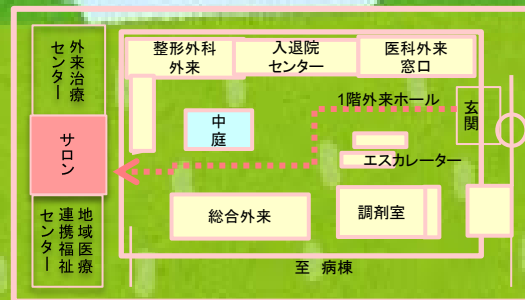 外来治療
センター
サロン
地域医療
連携福祉
センター
整形外科
外来
入退院
センター
医科外来
窓口
1階外来ホール
玄関
中庭
エスカレーター
総合外来
調剤室
至 病棟